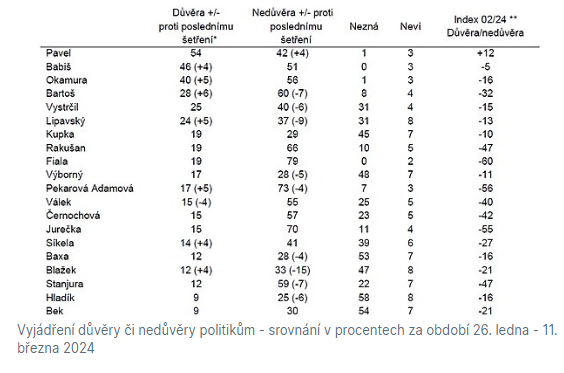 Důvěra +/- proti poslednímu šetření* Nedůvěra +/- proti poslednímu šetření Nezná Neví Index 02/24 ** Důvěra/nedůvěra
Pavel 54 42 (+4) 1 3 +12
Babiš 46 (+4) 51 0 3 -5
Okamura 40 (+5) 56 1 3 -16
Bartoš 28 (+6) 60 (-7) 8 4 -32
Vystrčil 25 40 (-6) 31 4 -15
Lipavský 24 (+5) 37 (-9) 31 8 -13
Kupka 19 29 45 7 -10
Rakušan 19 66 10 5 -47
Fiala 19 79 0 2 -60
Výborný 17 28 (-5) 48 7 -11
Pekarová Adamová 17 (+5) 73 (-4) 7 3 -56
Válek 15 (-4) 55 25 5 -40
Černochová 15 57 23 5 -42
Jurečka 15 70 11 4 -55
Síkela 14 (+4) 41 39 6 -27
Baxa 12 28 (-4) 53 7 -16
Blažek 12 (+4) 33 (-15) 47 8 -21
Stanjura 12 59 (-7) 22 7 -47
Hladík 9 25 (-6) 58 8 -16
Bek 9 30 54 7 -21
Vyjádření důvěry či nedůvěry politikům - srovnání v procentech za období 26. ledna - 11.
března 2024